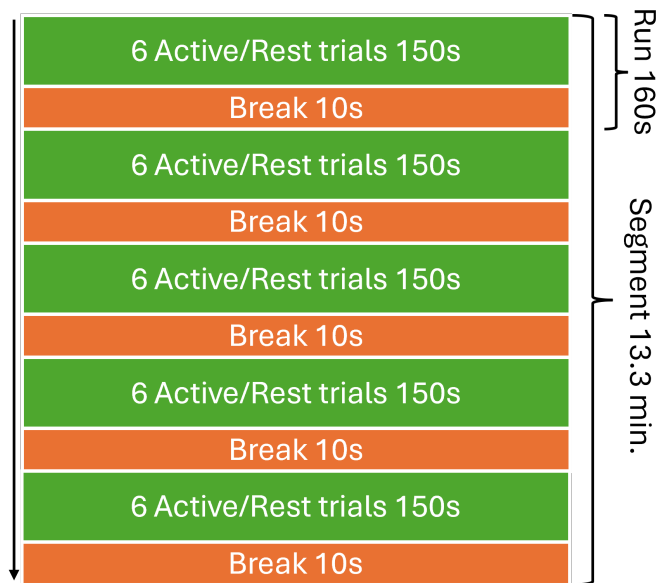 6 Active/Rest trials 150s
Break 10s
6 Active/Rest trials 150s
Break 10s
6 Active/Rest trials 150s
Break 10s
6 Active/Rest trials 150s
Break 10s
6 Active/Rest trials 150s
Break 10s
Run 160s
Segment 13.3 min.